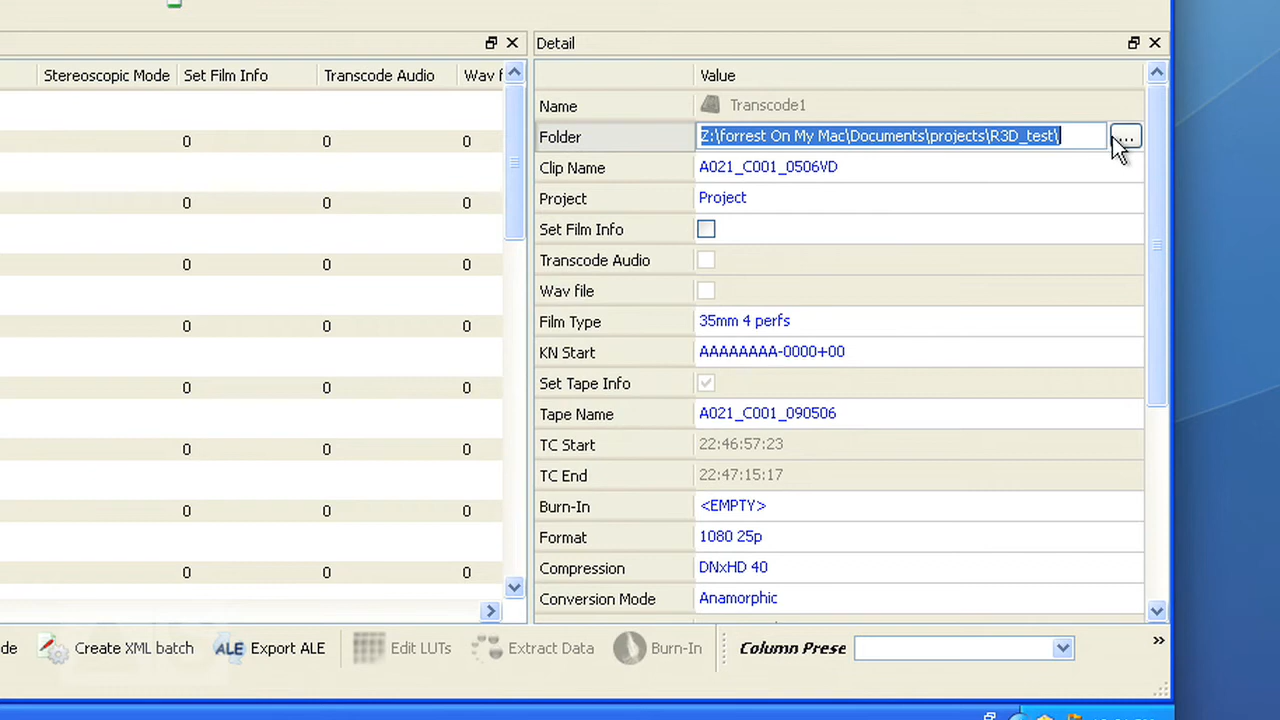 Detail
Stereoscopic Mode Set Film Info Transcode Audio Wav f
Value
Name Transcode1
Folder Z:\forrest On My Mac\Documents\projects\R3D_test\ ...
Clip Name A021_C001_0506VD
Project Project
Set Film Info
Transcode Audio
Wav file
Film Type 35mm 4 perfs
KN Start AAAAAAAA-0000+00
Set Tape Info
Tape Name A021_C001_090506
TC Start 22:46:57:23
TC End 22:47:15:17
Burn-In <EMPTY>
Format 1080 25p
Compression DNxHD 40
Conversion Mode Anamorphic
0 0 0
0 0 0
0 0 0
0 0 0
0 0 0
0 0 0
0 0 0
0 0 0
de Create XML batch ALE Export ALE Edit LUTs Extract Data Burn-In Column Prese »